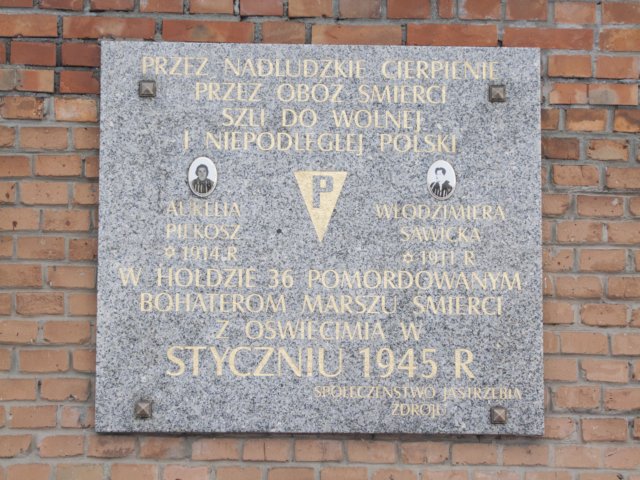 PRZEZ NADLUDZKIE CIERPIENIE
PRZEZ OBÓZ ŚMIERCI
SZLI DO WOLNEJ
I NIEPODLEGŁEJ POLSKI
P
AURELIA
PIEKOSZ
✡ 1914 R
WŁODZIMIERA
SAWICKA
✡ 1911 R
W HOŁDZIE 36 POMORDOWANYM
BOHATEROM MARSZU ŚMIERCI
Z OŚWIĘCIMIA W
STYCZNIU 1945 R
SPOŁECZEŃSTWO JASTRZĘBIA
ZDROJU